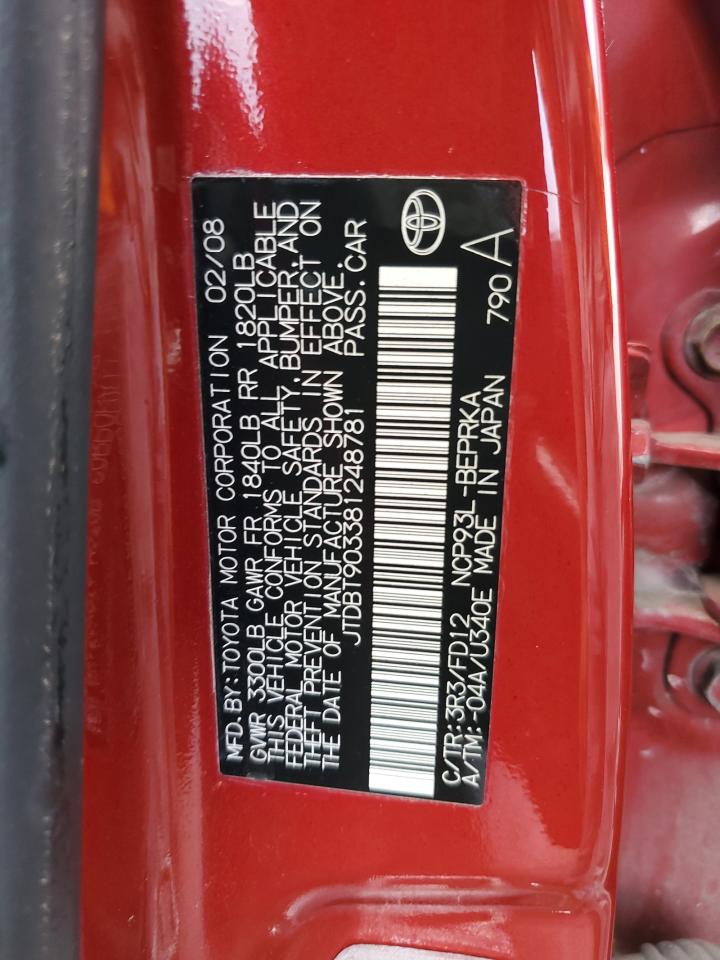 MFD.BY:TOYOTA MOTOR CORPORATION 02/08
GVWR 3300LB GAWR FR 1840LB RR 1820LB
THIS VEHICLE CONFORMS TO ALL APPLICABLE
FEDERAL MOTOR VEHICLE SAFETY,BUMPER,AND
THEFT PREVENTION STANDARDS IN EFFECT ON
THE DATE OF MANUFACTURE SHOWN ABOVE.
JTDBT903381248781 PASS.CAR
C/TR:3R3/FD12 NCP93L-BEPRKA 790 A
A/TM:-04A/U340E MADE IN JAPAN